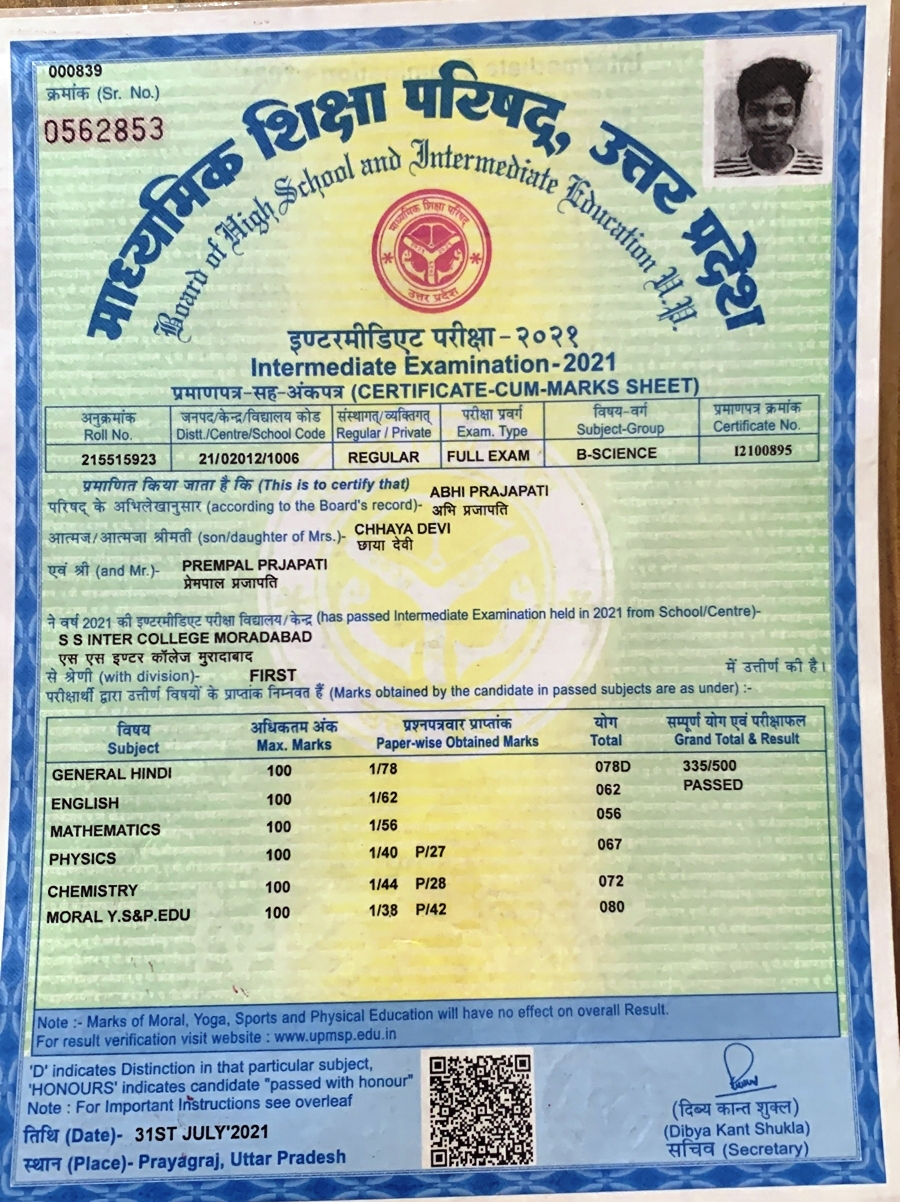 000839
क्रमांक (Sr. No.)
0562853
माध्यमिक शिक्षा परिषद्, उत्तर प्रदेश
Board of High School and Intermediate Education U.P.
माध्यमिक शिक्षा परिषद्
उत्तर प्रदेश
इण्टरमीडिएट परीक्षा-२०२१
Intermediate Examination-2021
प्रमाणपत्र-सह-अंकपत्र (CERTIFICATE-CUM-MARKS SHEET)
अनुक्रमांक जनपद/केन्द्र/विद्यालय कोड संस्थागत/व्यक्तिगत् परीक्षा प्रवर्ग विषय-वर्ग प्रमाणपत्र क्रमांक
Roll No. Distt./Centre/School Code Regular / Private Exam. Type Subject-Group Certificate No.
215515923 21/02012/1006 REGULAR FULL EXAM B-SCIENCE I2100895
प्रमाणित किया जाता है कि (This is to certify that) ABHI PRAJAPATI
परिषद् के अभिलेखानुसार (according to the Board's record)- अभि प्रजापति
आत्मज/आत्मजा श्रीमती (son/daughter of Mrs.)- CHHAYA DEVI
छाया देवी
एवं श्री (and Mr.)- PREMPAL PRJAPATI
प्रेमपाल प्रजापति
ने वर्ष 2021 की इण्टरमीडिएट परीक्षा विद्यालय/केन्द्र (has passed Intermediate Examination held in 2021 from School/Centre)-
S S INTER COLLEGE MORADABAD
एस एस इण्टर कॉलेज मुरादाबाद
से श्रेणी (with division)- FIRST में उत्तीर्ण की है।
परीक्षार्थी द्वारा उत्तीर्ण विषयों के प्राप्तांक निम्नवत हैं (Marks obtained by the candidate in passed subjects are as under) :-
विषय अधिकतम अंक प्रश्नपत्रवार प्राप्तांक योग सम्पूर्ण योग एवं परीक्षाफल
Subject Max. Marks Paper-wise Obtained Marks Total Grand Total & Result
GENERAL HINDI 100 1/78 078D 335/500
PASSED
ENGLISH 100 1/62 062
MATHEMATICS 100 1/56 056
PHYSICS 100 1/40 P/27 067
CHEMISTRY 100 1/44 P/28 072
MORAL Y.S&P.EDU 100 1/38 P/42 080
Note :- Marks of Moral, Yoga, Sports and Physical Education will have no effect on overall Result.
For result verification visit website : www.upmsp.edu.in
'D' indicates Distinction in that particular subject,
'HONOURS' indicates candidate "passed with honour"
Note : For Important Instructions see overleaf
तिथि (Date)- 31ST JULY'2021
स्थान (Place)- Prayagraj, Uttar Pradesh
(दिब्य कान्त शुक्ल)
(Dibya Kant Shukla)
सचिव (Secretary)